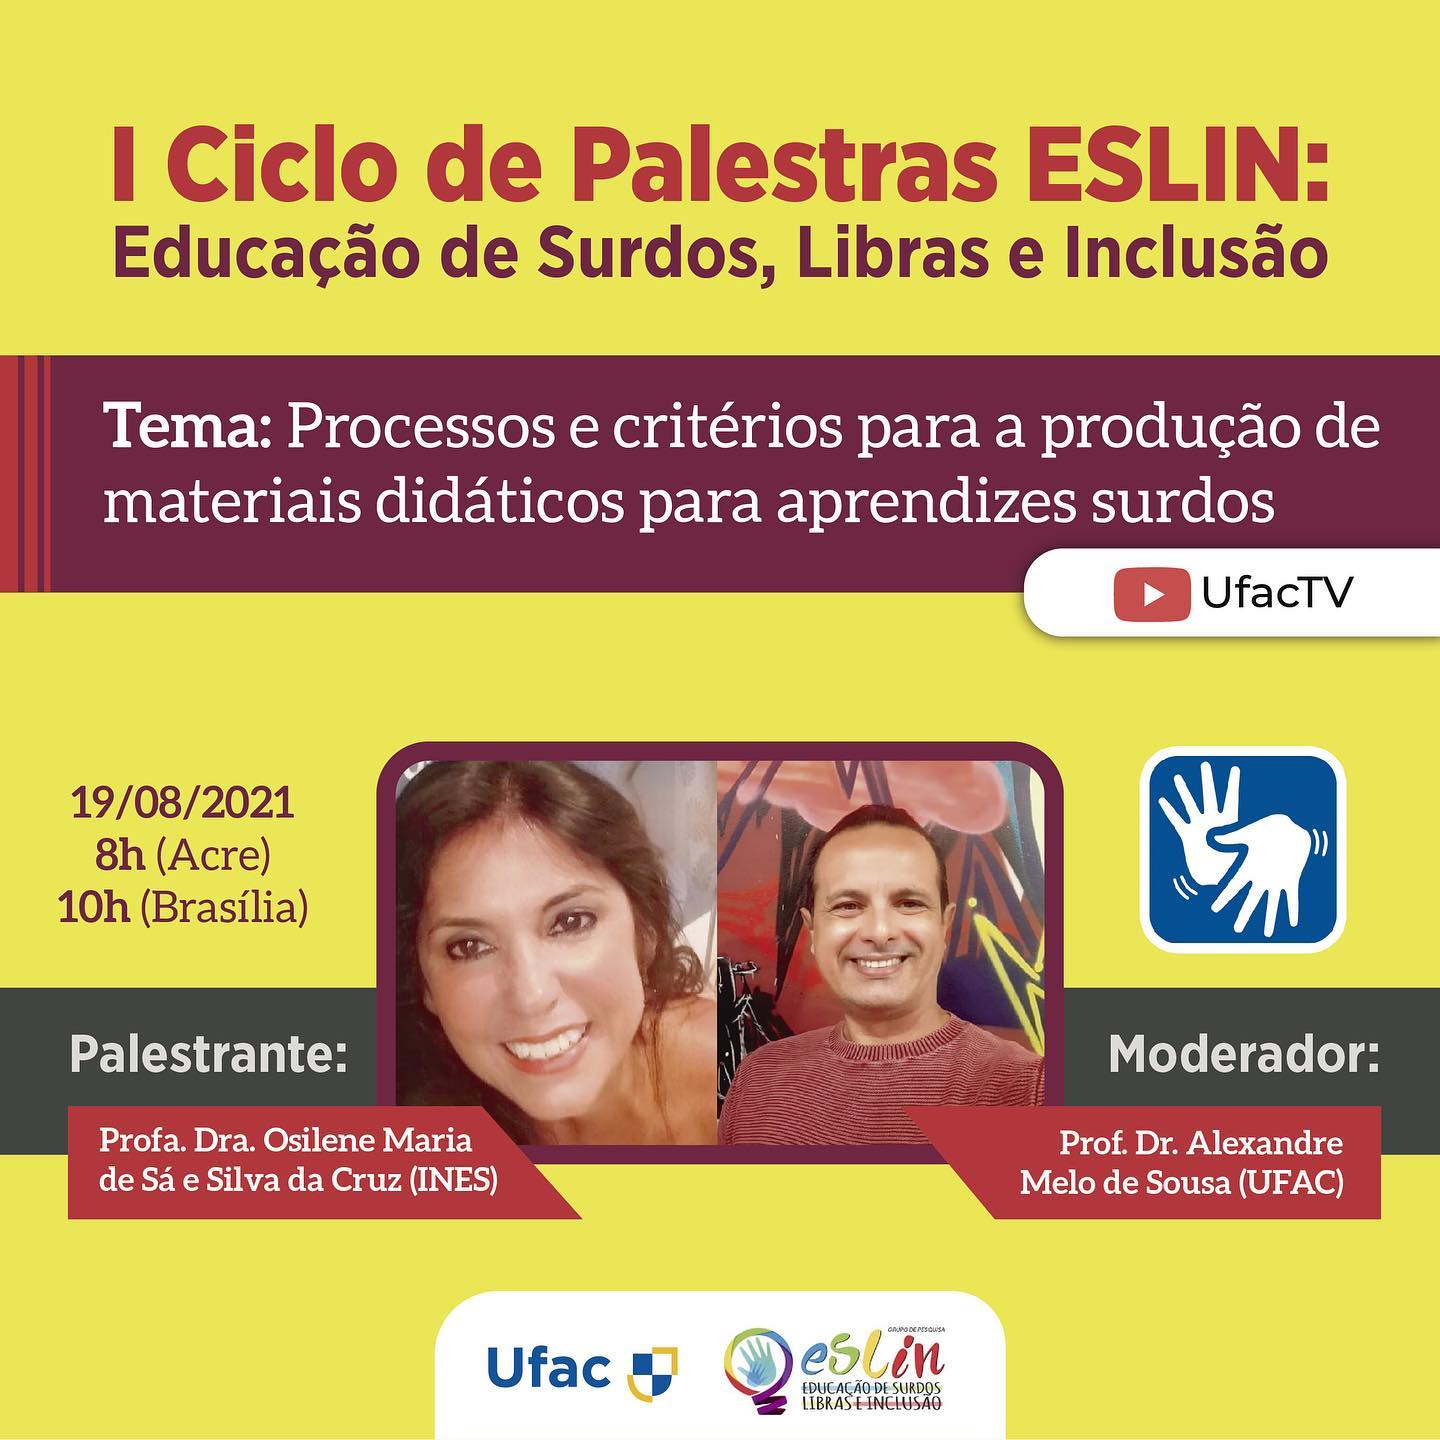 I Ciclo de Palestras ESLIN:
Educação de Surdos, Libras e Inclusão
Tema: Processos e critérios para a produção de
materiais didáticos para aprendizes surdos
UfacTV
19/08/2021
8h (Acre)
10h (Brasília)
Palestrante:
Profa. Dra. Osilene Maria
de Sá e Silva da Cruz (INES)
Moderador:
Prof. Dr. Alexandre
Melo de Sousa (UFAC)
Ufac
GRUPO DE PESQUISA
eslin
EDUCAÇÃO DE SURDOS
LIBRAS E INCLUSÃO